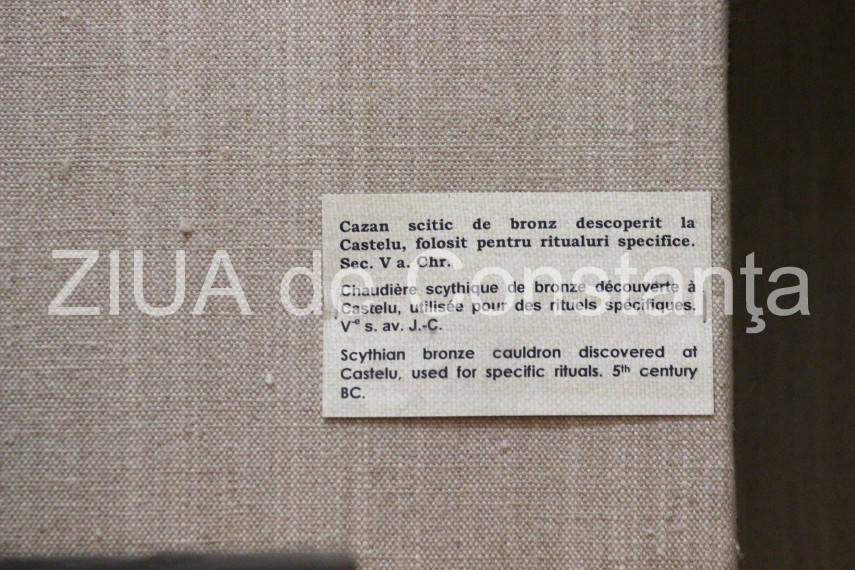 Cazan scitic de bronz descoperit la
Castelu, folosit pentru ritualuri specifice.
Sec. V a. Chr.
Chaudière scythique de bronze découverte à
Castelu, utilisée pour des rituels spécifiques.
Vᵉ s. av. J.-C.
Scythian bronze cauldron discovered at
Castelu, used for specific rituals. 5ᵗʰ century
BC.
ZIUA de Constanţa